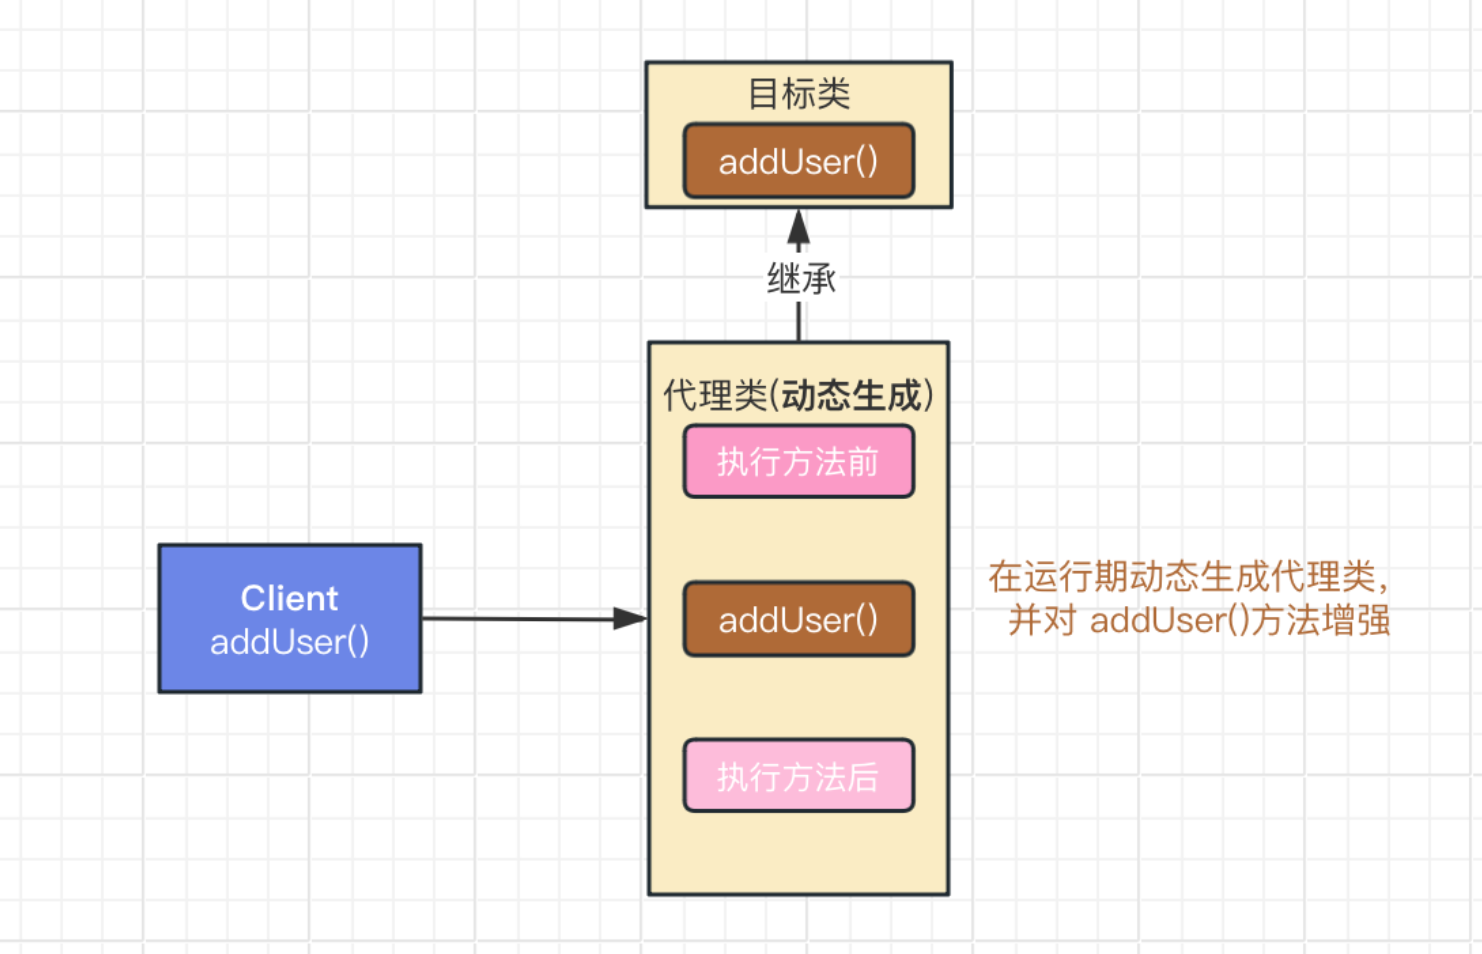 目标类
addUser()
继承
代理类(动态生成)
执行方法前
Client
addUser()
addUser()
在运行期动态生成代理类,
并对 addUser()方法增强
执行方法后